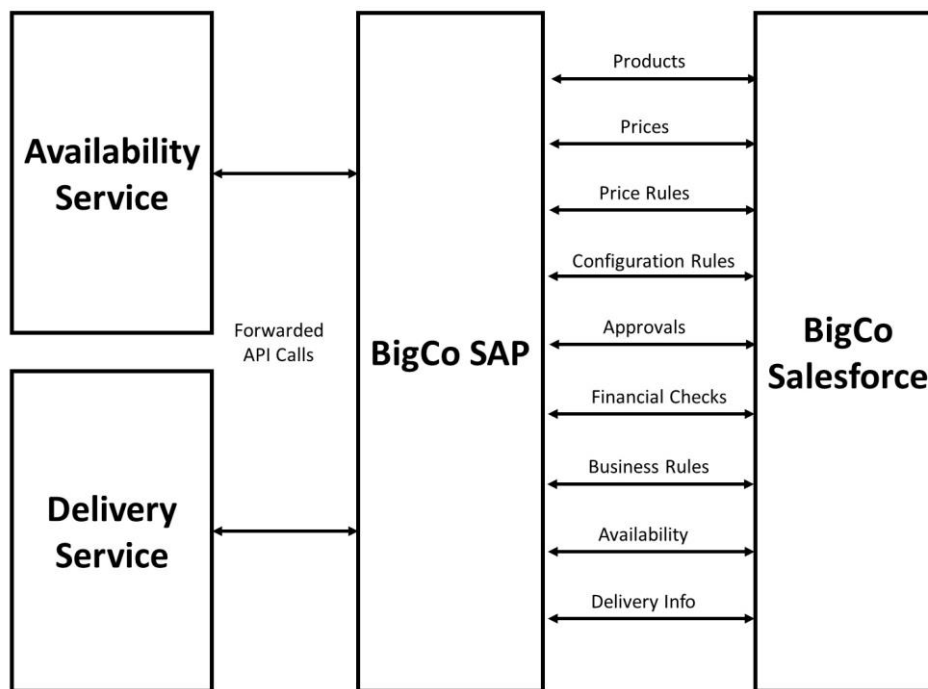 Availability
Service
Delivery
Service
Forwarded
API Calls
BigCo SAP
Products
Prices
Price Rules
Configuration Rules
Approvals
Financial Checks
Business Rules
Availability
Delivery Info
BigCo
Salesforce